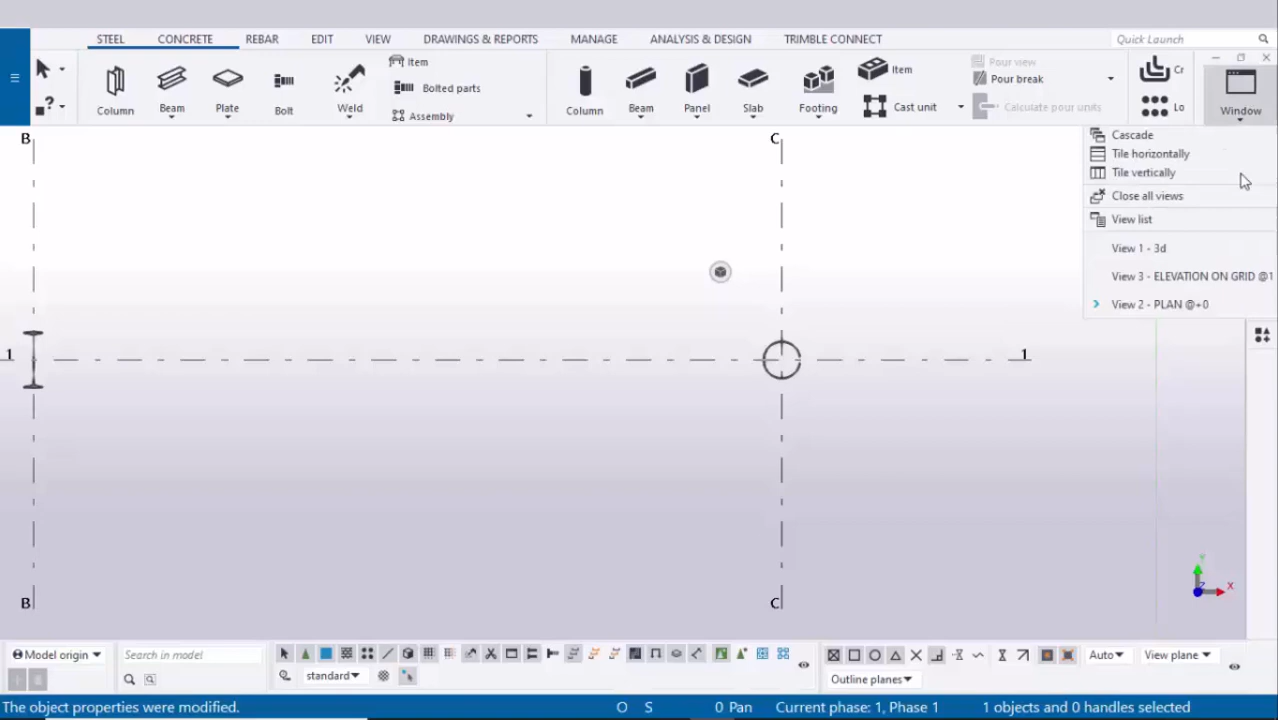 STEEL CONCRETE REBAR EDIT VIEW DRAWINGS & REPORTS MANAGE ANALYSIS & DESIGN TRIMBLE CONNECT Quick Launch
Column Beam Plate Bolt Weld
Item
Bolted parts
Assembly
Column Beam Panel Slab Footing
Item
Cast unit
Pour view
Pour break
Calculate pour units
Cr
Lo
Window
Cascade
Tile horizontally
Tile vertically
Close all views
View list
View 1 - 3d
View 3 - ELEVATION ON GRID @1
View 2 - PLAN @+0
B C
1 1
B C
Y
Z X
Model origin Search in model Auto View plane
standard Outline planes
The object properties were modified. O S 0 Pan Current phase: 1, Phase 1 1 objects and 0 handles selected